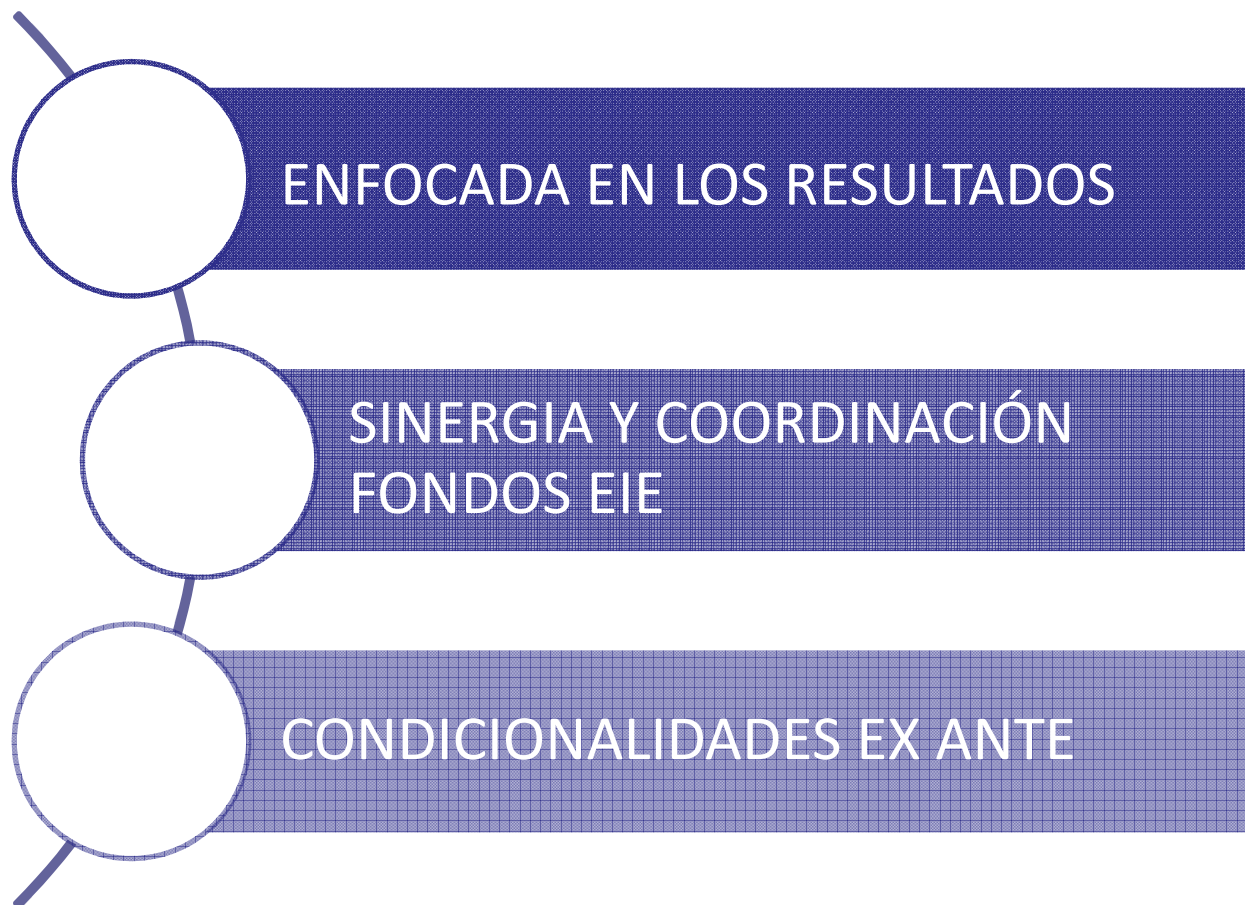 ENFOCADA EN LOS RESULTADOS
SINERGIA Y COORDINACIÓN
FONDOS EIE
CONDICIONALIDADES EX ANTE